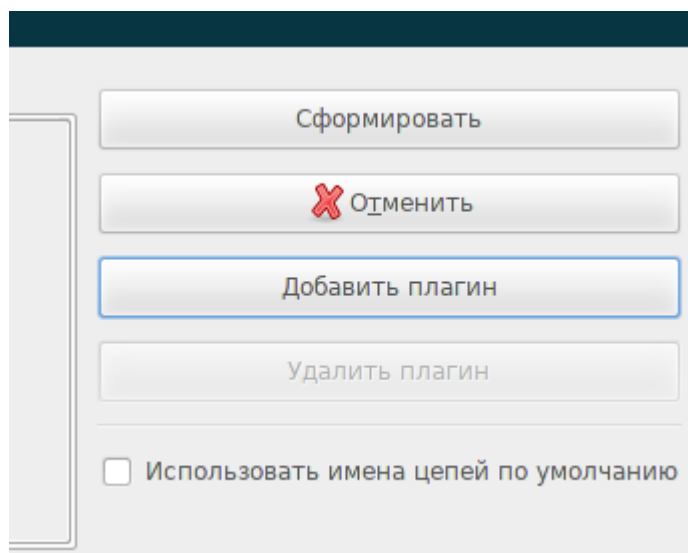 Сформировать
Отменить
Добавить плагин
Удалить плагин
Использовать имена цепей по умолчанию